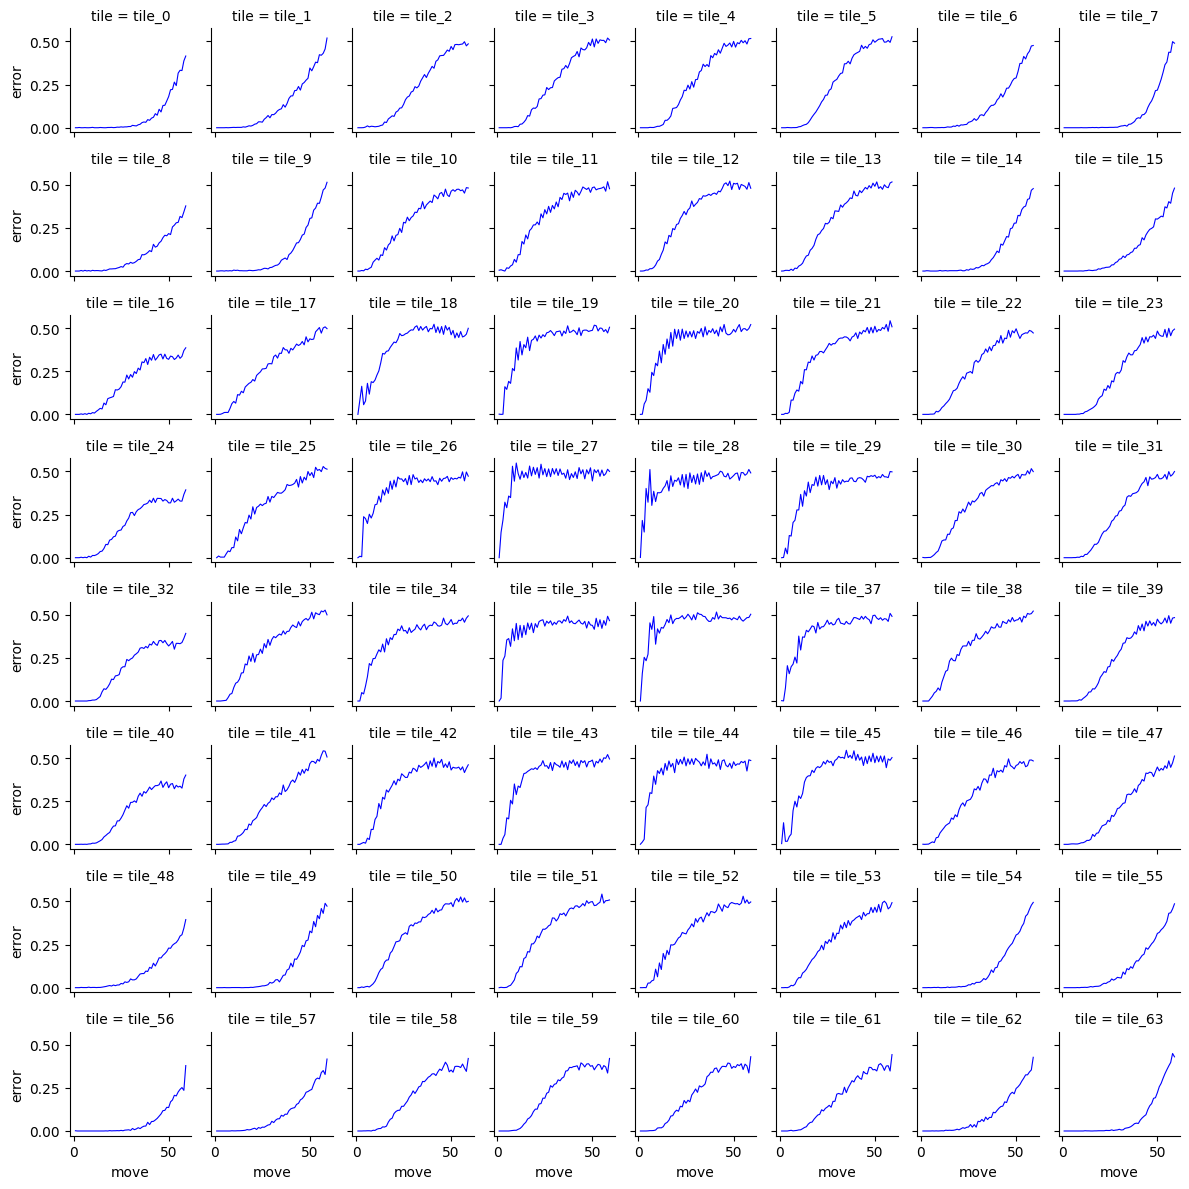 tile = tile_0 tile = tile_1 tile = tile_2 tile = tile_3 tile = tile_4 tile = tile_5 tile = tile_6 tile = tile_7
0.50
error
0.25
0.00
tile = tile_8 tile = tile_9 tile = tile_10 tile = tile_11 tile = tile_12 tile = tile_13 tile = tile_14 tile = tile_15
0.50
error
0.25
0.00
tile = tile_16 tile = tile_17 tile = tile_18 tile = tile_19 tile = tile_20 tile = tile_21 tile = tile_22 tile = tile_23
0.50
error
0.25
0.00
tile = tile_24 tile = tile_25 tile = tile_26 tile = tile_27 tile = tile_28 tile = tile_29 tile = tile_30 tile = tile_31
0.50
error
0.25
0.00
tile = tile_32 tile = tile_33 tile = tile_34 tile = tile_35 tile = tile_36 tile = tile_37 tile = tile_38 tile = tile_39
0.50
error
0.25
0.00
tile = tile_40 tile = tile_41 tile = tile_42 tile = tile_43 tile = tile_44 tile = tile_45 tile = tile_46 tile = tile_47
0.50
error
0.25
0.00
tile = tile_48 tile = tile_49 tile = tile_50 tile = tile_51 tile = tile_52 tile = tile_53 tile = tile_54 tile = tile_55
0.50
error
0.25
0.00
tile = tile_56 tile = tile_57 tile = tile_58 tile = tile_59 tile = tile_60 tile = tile_61 tile = tile_62 tile = tile_63
0.50
error
0.25
0.00
0 50 0 50 0 50 0 50 0 50 0 50 0 50 0 50
move move move move move move move move